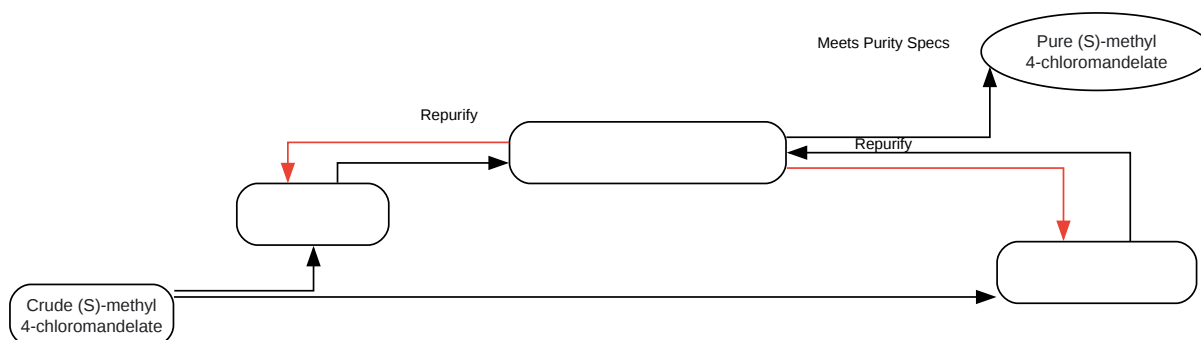 Meets Purity Specs
Pure (S)-methyl
4-chloromandelate
Repurify
Repurify
Crude (S)-methyl
4-chloromandelate